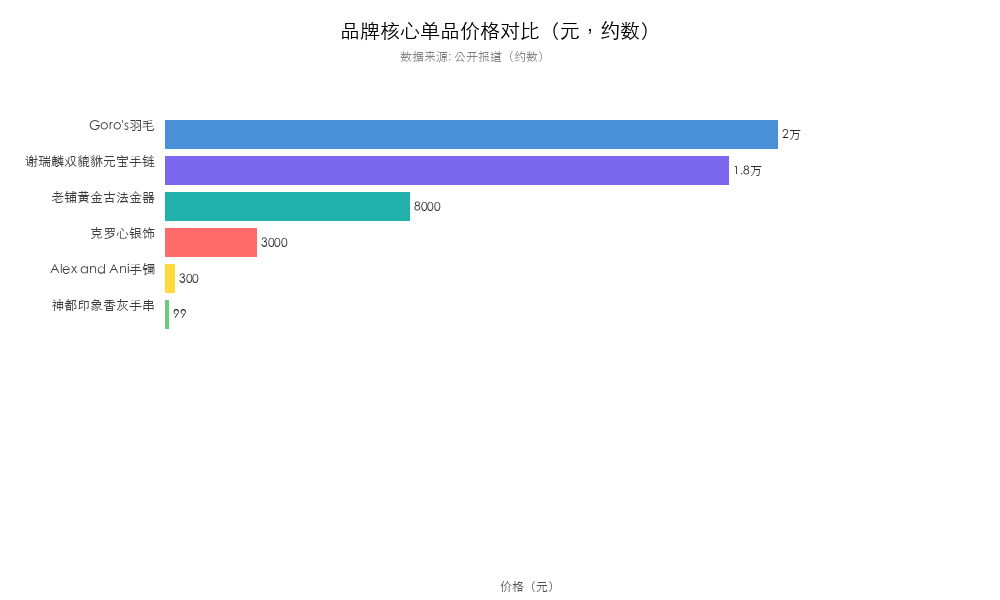 品牌核心单品价格对比（元，约数）
数据来源: 公开报道（约数）
Goro's羽毛 2万
谢瑞麟双貔貅元宝手链 1.8万
老铺黄金古法金器 8000
克罗心银饰 3000
Alex and Ani手镯 300
神都印象香灰手串 99
价格（元）